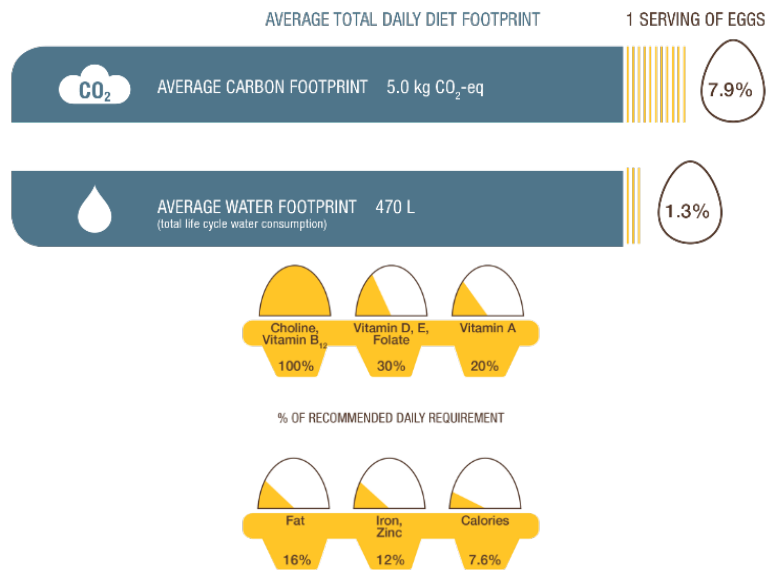 AVERAGE TOTAL DAILY DIET FOOTPRINT
1 SERVING OF EGGS
CO₂
AVERAGE CARBON FOOTPRINT 5.0 kg CO₂-eq
7.9%
AVERAGE WATER FOOTPRINT 470 L
(total life cycle water consumption)
1.3%
Choline,
Vitamin B₁₂
100%
Vitamin D, E,
Folate
30%
Vitamin A
20%
% OF RECOMMENDED DAILY REQUIREMENT
Fat
16%
Iron,
Zinc
12%
Calories
7.6%